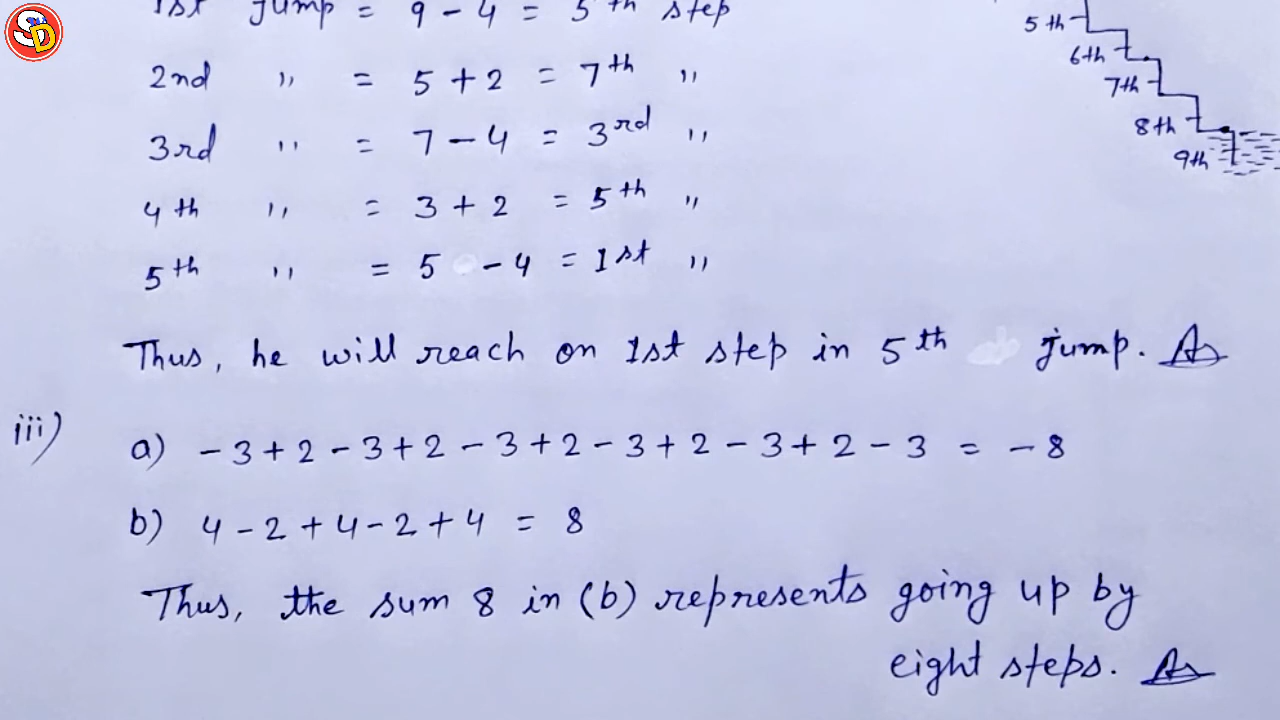 1st jump = 9 - 4 = 5th step
2nd " = 5 + 2 = 7th "
3rd " = 7 - 4 = 3rd "
4th " = 3 + 2 = 5th "
5th " = 5 - 4 = 1st "
Thus, he will reach on 1st step in 5th jump. As
iii) a) - 3 + 2 - 3 + 2 - 3 + 2 - 3 + 2 - 3 + 2 - 3 = - 8
b) 4 - 2 + 4 - 2 + 4 = 8
Thus, the sum 8 in (b) represents going up by
eight steps. As
5th
6th
7th
8th
9th
SD